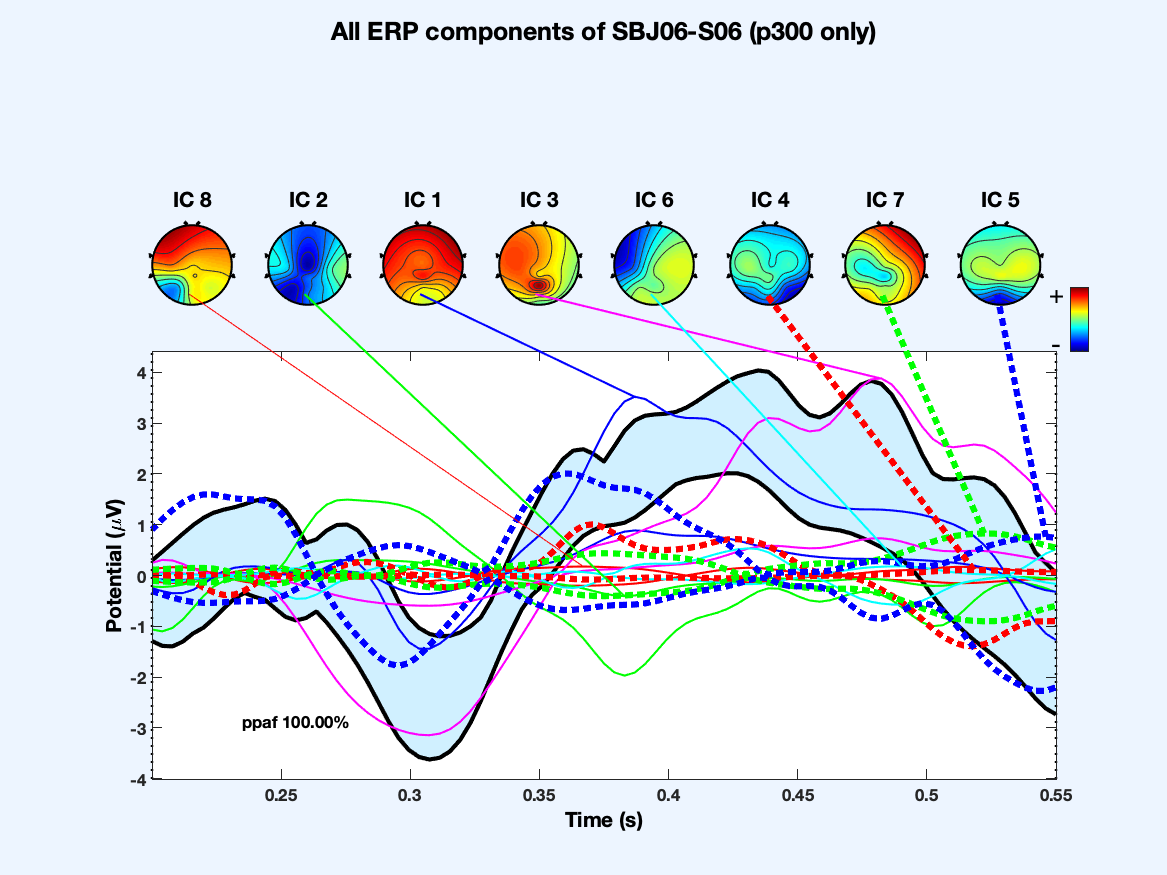 All ERP components of SBJ06-S06 (p300 only)
IC 8 IC 2 IC 1 IC 3 IC 6 IC 4 IC 7 IC 5
+
-
4
3
2
1
0
-1
-2
-3
-4
Potential (μV)
ppaf 100.00%
0.25 0.3 0.35 0.4 0.45 0.5 0.55
Time (s)